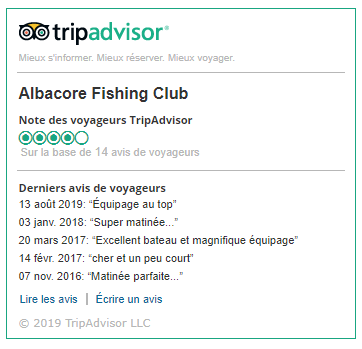 tripadvisor®
Mieux s'informer. Mieux réserver. Mieux voyager.
Albacore Fishing Club
Note des voyageurs TripAdvisor
Sur la base de 14 avis de voyageurs
Derniers avis de voyageurs
13 août 2019: “Équipage au top”
03 janv. 2018: “Super matinée...”
20 mars 2017: “Excellent bateau et magnifique équipage”
14 févr. 2017: “cher et un peu court”
07 nov. 2016: “Matinée parfaite...”
Lire les avis | Écrire un avis
© 2019 TripAdvisor LLC